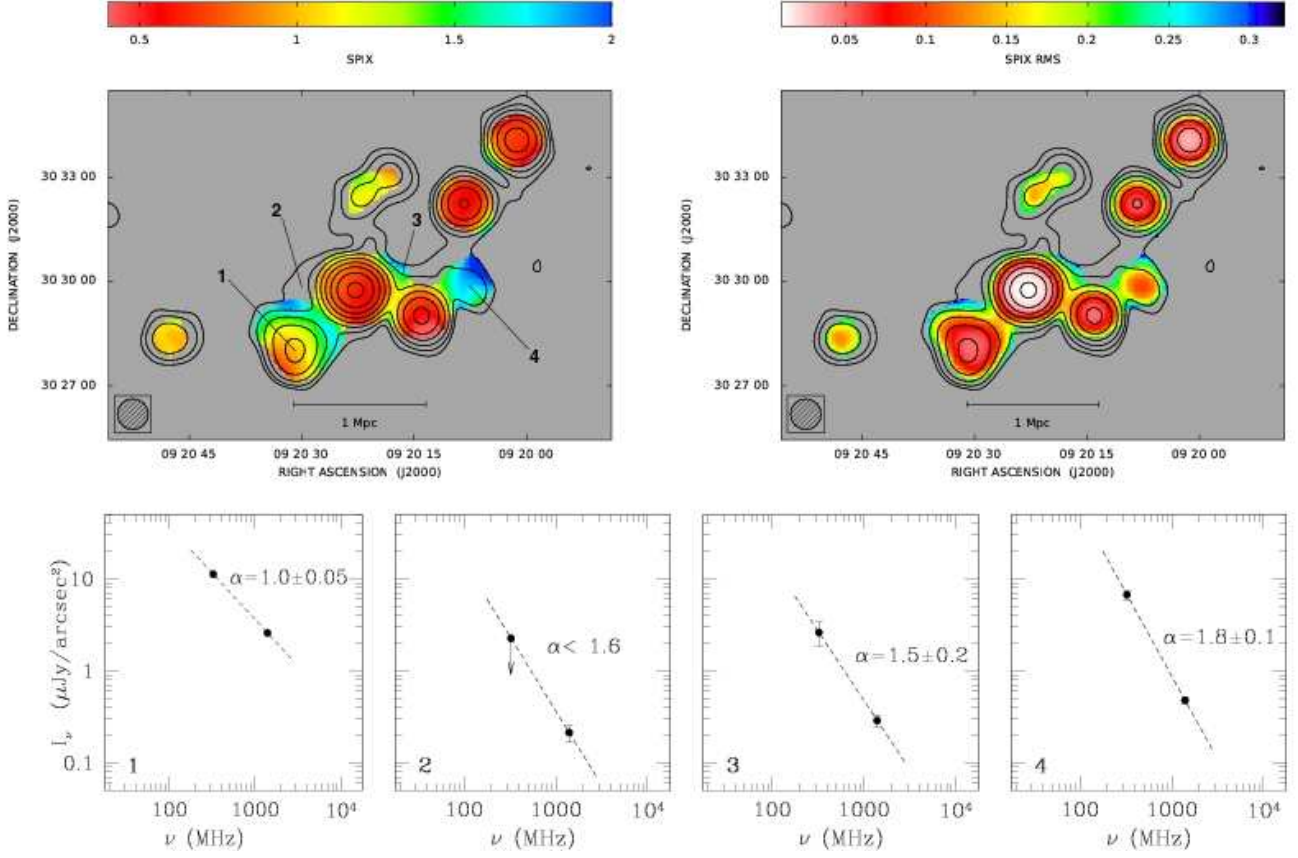 0.5 1 1.5 2
SPIX
0.05 0.1 0.15 0.2 0.25 0.3
SPIX RMS
DECLINATION (J2000)
30 33 00
30 30 00
30 27 00
2
3
1
4
1 Mpc
09 20 45 09 20 30 09 20 15 09 20 00
RIGHT ASCENSION (J2000)
DECLINATION (J2000)
30 33 00
30 30 00
30 27 00
1 Mpc
09 20 45 09 20 30 09 20 15 09 20 00
RIGHT ASCENSION (J2000)
I_ν (μJy/arcsec²)
10
1
0.1
α=1.0±0.05
1
100 1000 10⁴
ν (MHz)
α< 1.6
2
100 1000 10⁴
ν (MHz)
α=1.5±0.2
3
100 1000 10⁴
ν (MHz)
α=1.8±0.1
4
100 1000 10⁴
ν (MHz)